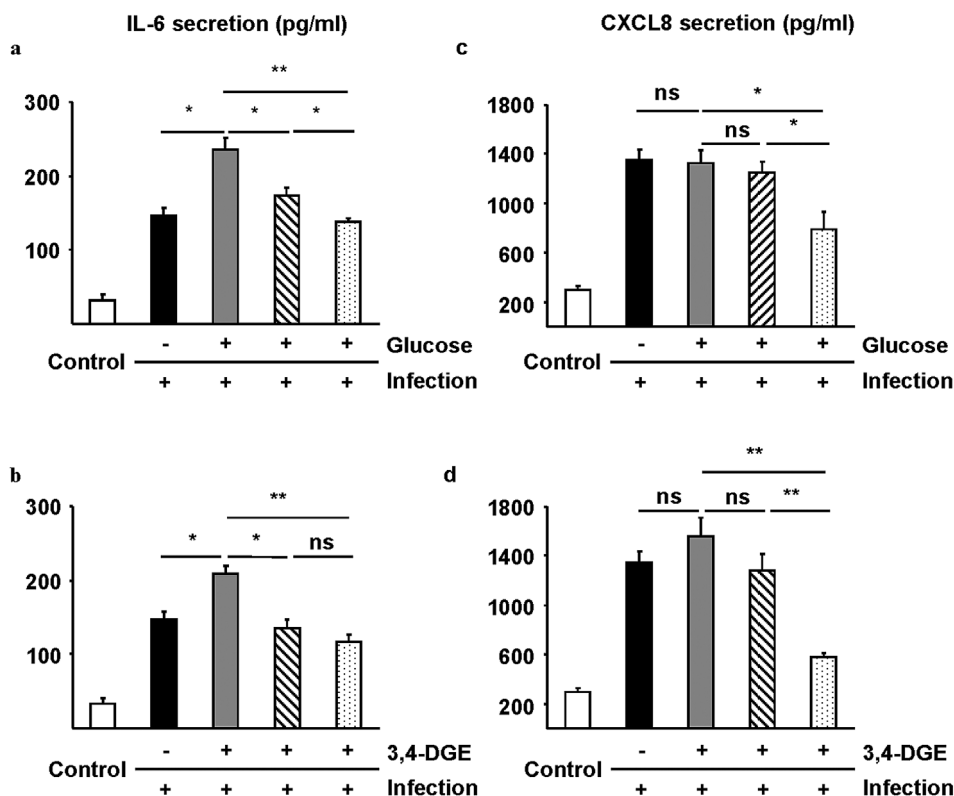 IL-6 secretion (pg/ml)
CXCL8 secretion (pg/ml)
a
**
* * *
300
200
100
- + + + Glucose
Control
+ + + + Infection
c
ns *
ns *
1800
1400
1000
600
200
- + + + Glucose
Control
+ + + + Infection
b
**
* * ns
300
200
100
- + + + 3,4-DGE
Control
+ + + + Infection
d
**
ns ns **
1800
1400
1000
600
200
- + + + 3,4-DGE
Control
+ + + + Infection